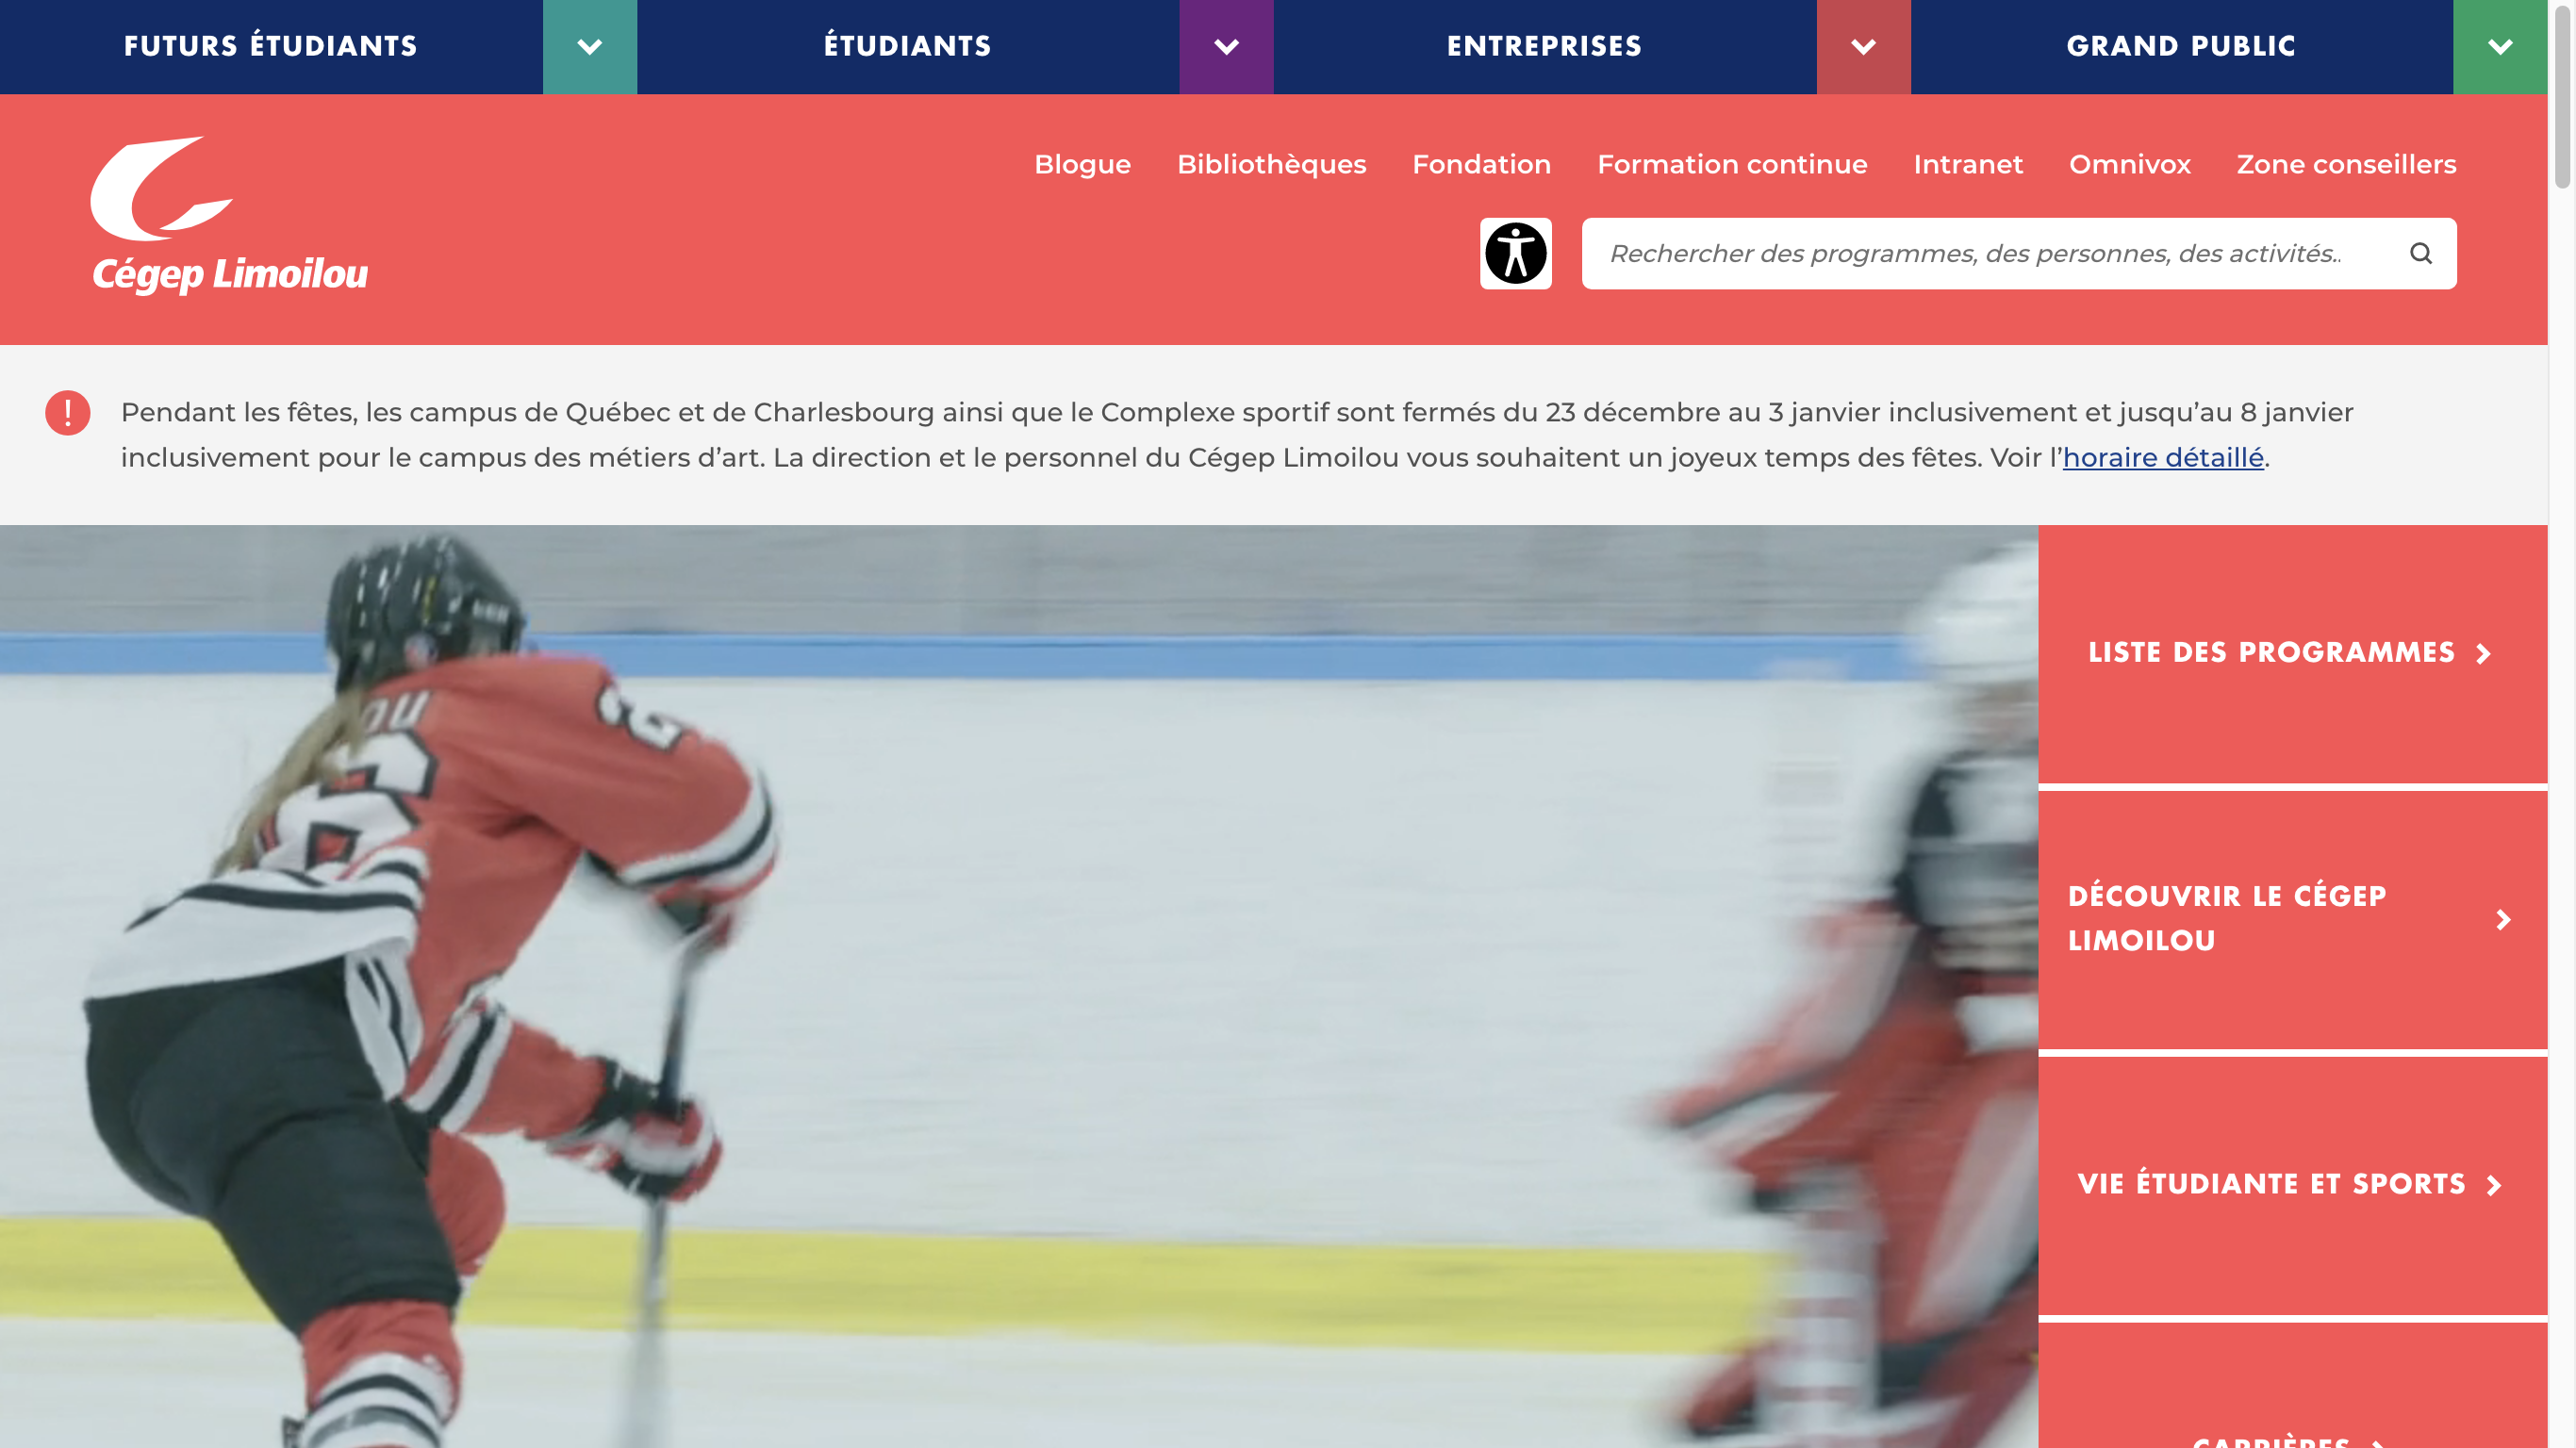 FUTURS ÉTUDIANTS
ÉTUDIANTS
ENTREPRISES
GRAND PUBLIC
Cégep Limoilou
Blogue
Bibliothèques
Fondation
Formation continue
Intranet
Omnivox
Zone conseillers
Rechercher des programmes, des personnes, des activités..
Pendant les fêtes, les campus de Québec et de Charlesbourg ainsi que le Complexe sportif sont fermés du 23 décembre au 3 janvier inclusivement et jusqu’au 8 janvier
inclusivement pour le campus des métiers d’art. La direction et le personnel du Cégep Limoilou vous souhaitent un joyeux temps des fêtes. Voir l’horaire détaillé.
LISTE DES PROGRAMMES
DÉCOUVRIR LE CÉGEP
LIMOILOU
VIE ÉTUDIANTE ET SPORTS
CARRIÈRES